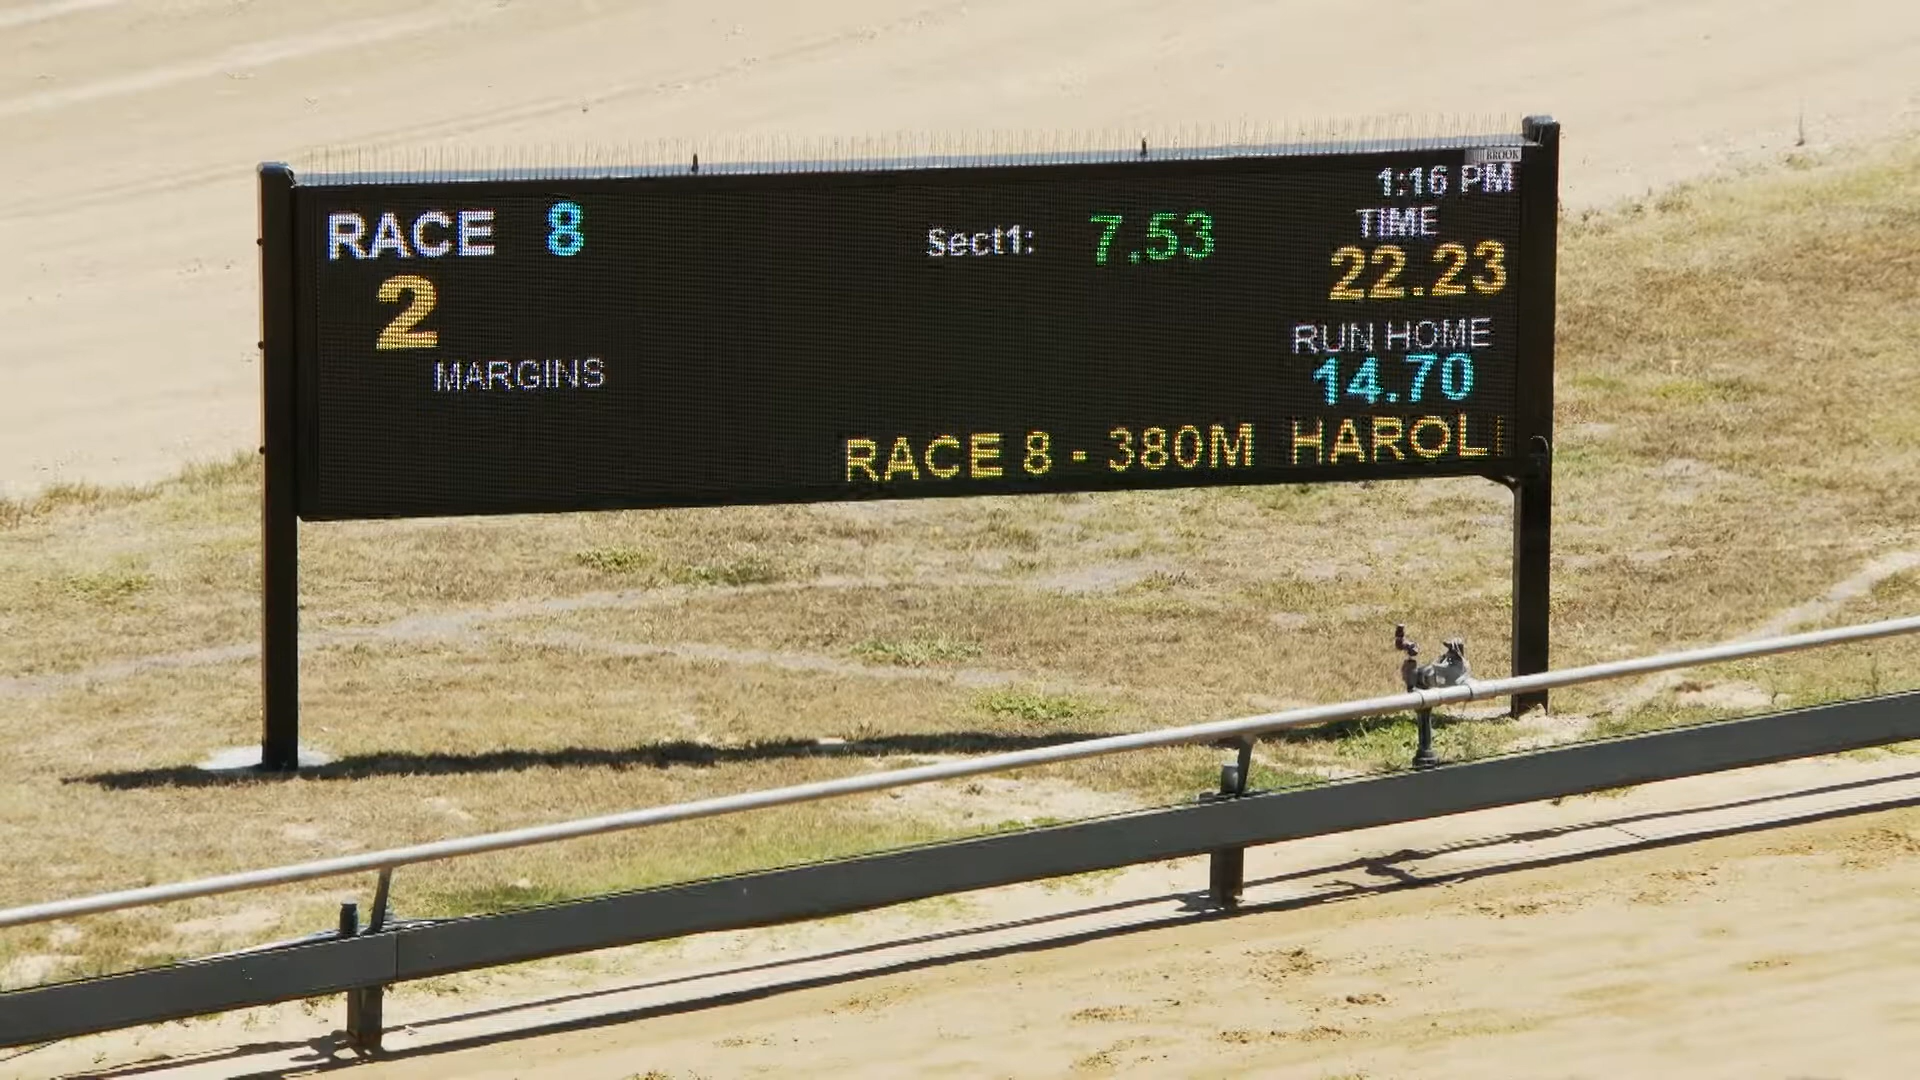 BROOK
1:16 PM
RACE 8
Sect1: 7.53
TIME
22.23
2
RUN HOME
14.70
MARGINS
RACE 8 - 380M HAROL